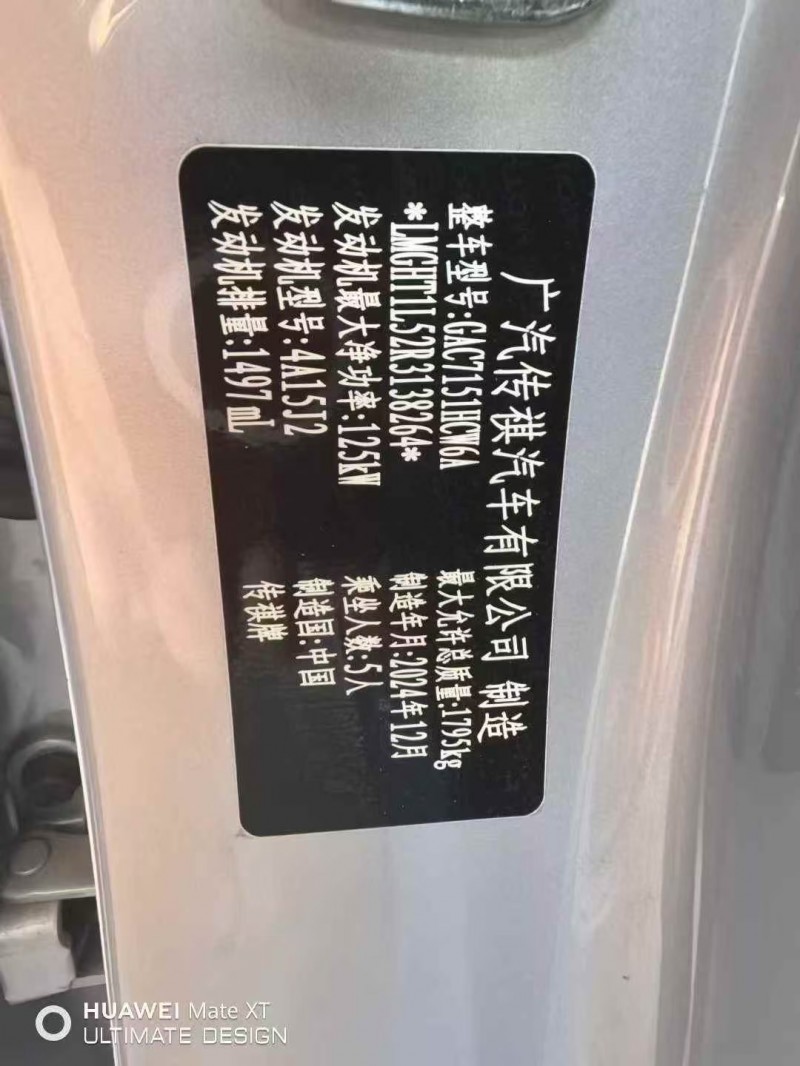 广汽传祺汽车有限公司 制造
整车型号:GAC7151HCW6A
最大允许总质量:1795kg
*LMGHT1L52R3138264*
制造年月:2024年12月
发动机最大净功率:125kW
乘坐人数:5人
发动机型号:4A15J2
制造国:中国
发动机排量:1497mL
传祺牌
HUAWEI Mate XT
ULTIMATE DESIGN